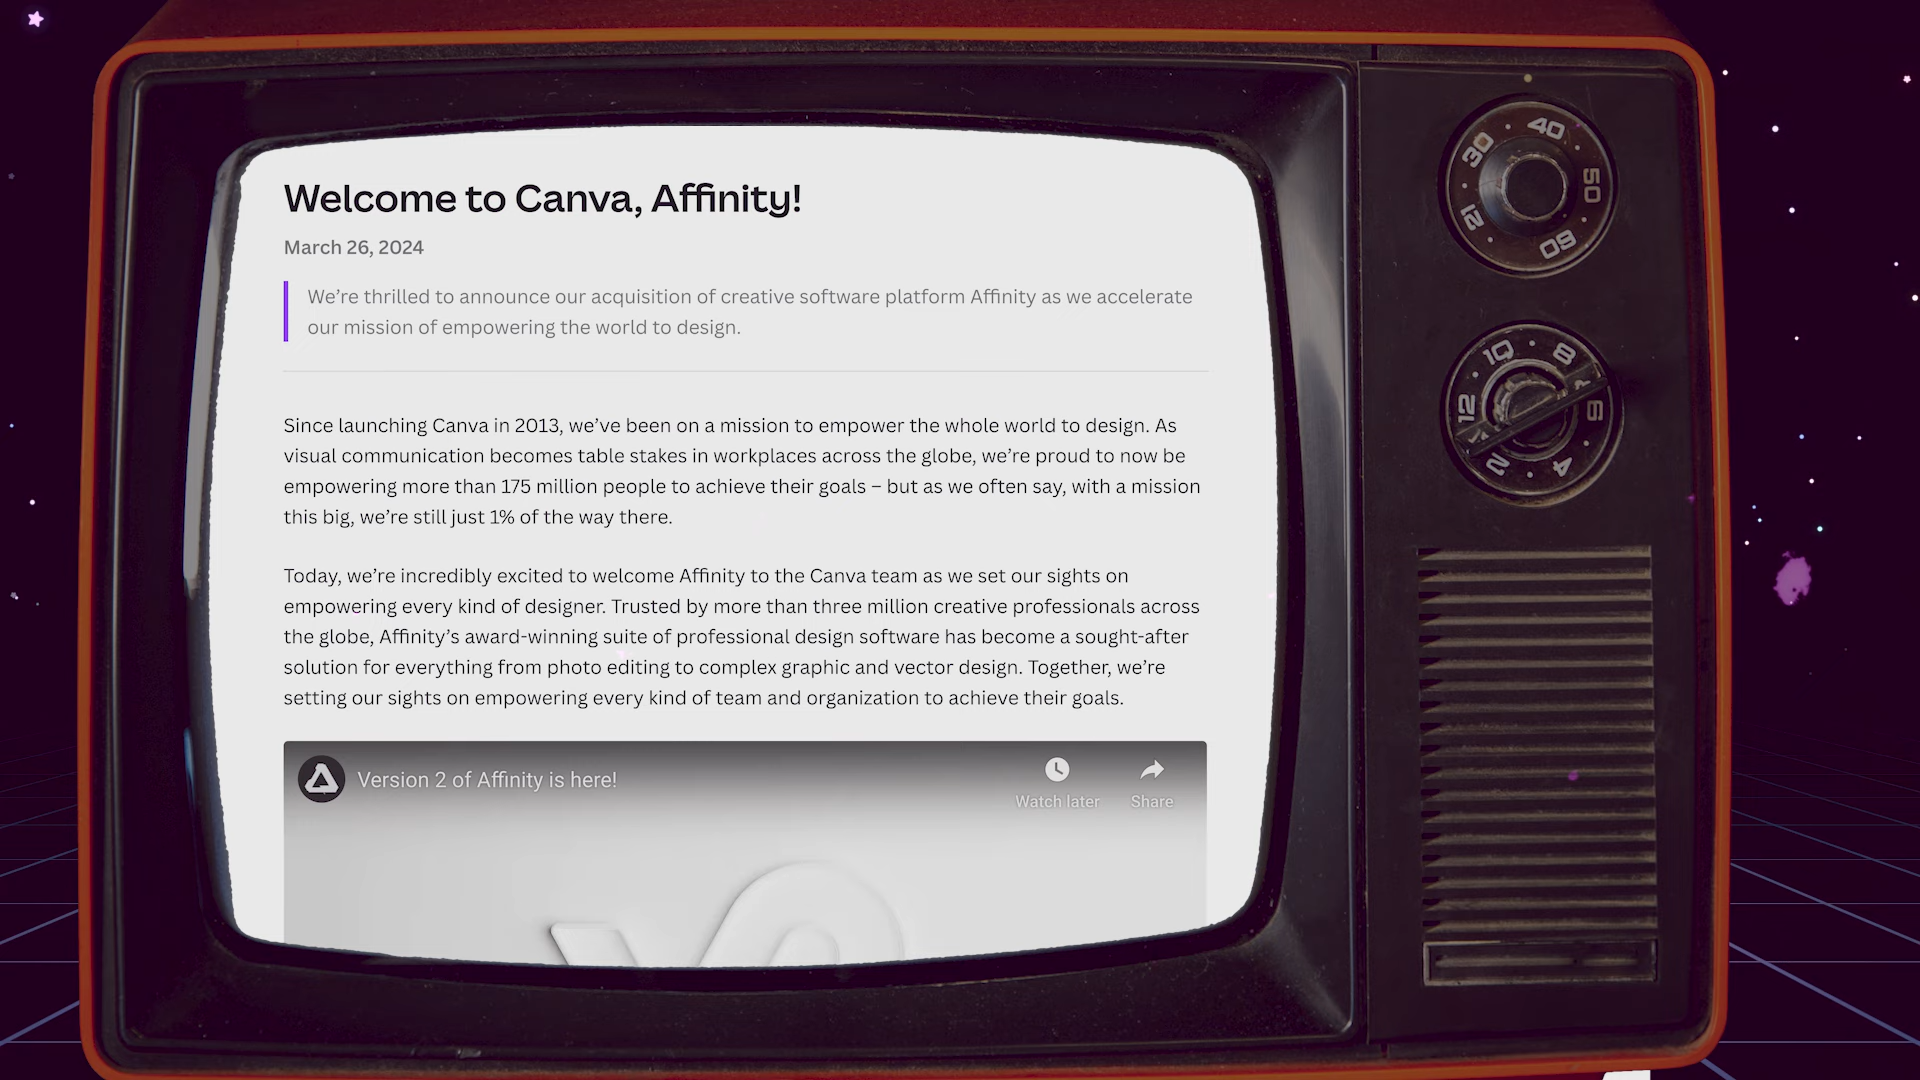 Welcome to Canva, Affinity!
March 26, 2024
We’re thrilled to announce our acquisition of creative software platform Affinity as we accelerate
our mission of empowering the world to design.
Since launching Canva in 2013, we’ve been on a mission to empower the whole world to design. As
visual communication becomes table stakes in workplaces across the globe, we’re proud to now be
empowering more than 175 million people to achieve their goals – but as we often say, with a mission
this big, we’re still just 1% of the way there.
Today, we’re incredibly excited to welcome Affinity to the Canva team as we set our sights on
empowering every kind of designer. Trusted by more than three million creative professionals across
the globe, Affinity’s award-winning suite of professional design software has become a sought-after
solution for everything from photo editing to complex graphic and vector design. Together, we’re
setting our sights on empowering every kind of team and organization to achieve their goals.
Version 2 of Affinity is here!
Watch later
Share
30 40 50 60 21
10 8 6 4 2 12